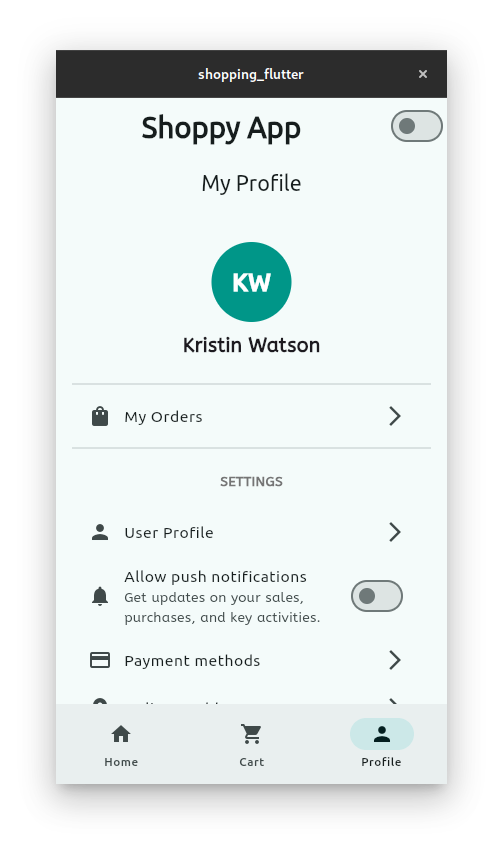 shopping_flutter
Shoppy App
My Profile
KW
Kristin Watson
My Orders
SETTINGS
User Profile
Allow push notifications
Get updates on your sales,
purchases, and key activities.
Payment methods
Home
Cart
Profile